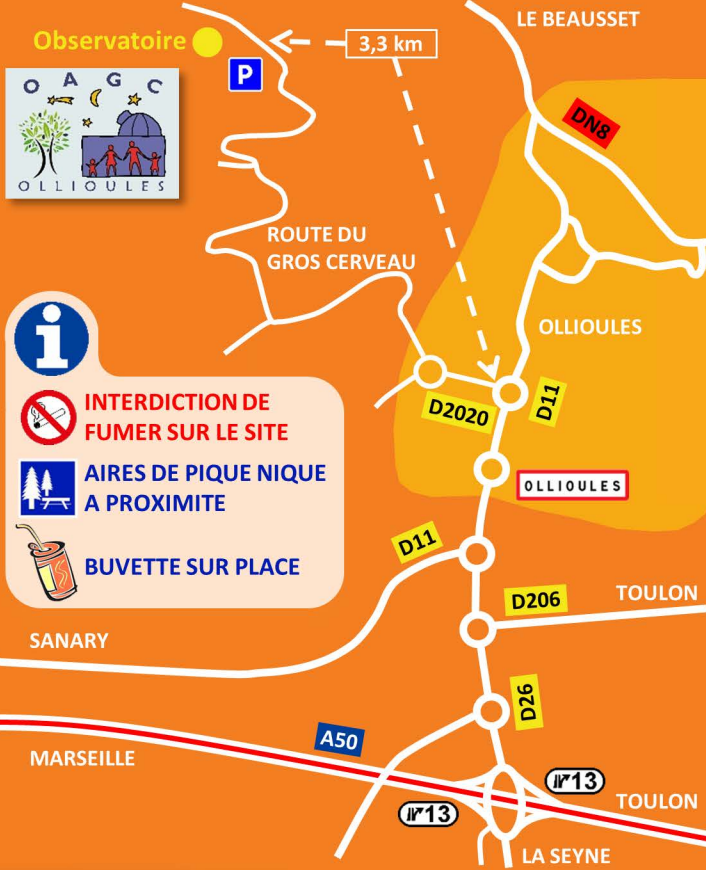 LE BEAUSSET
Observatoire
3,3 km
P
O A G C
OLLIOULES
DN8
ROUTE DU
GROS CERVEAU
OLLIOULES
D2020
D11
INTERDICTION DE
FUMER SUR LE SITE
AIRES DE PIQUE NIQUE
A PROXIMITE
BUVETTE SUR PLACE
OLLIOULES
D11
D206
TOULON
SANARY
D26
A50
MARSEILLE
13
13
TOULON
LA SEYNE